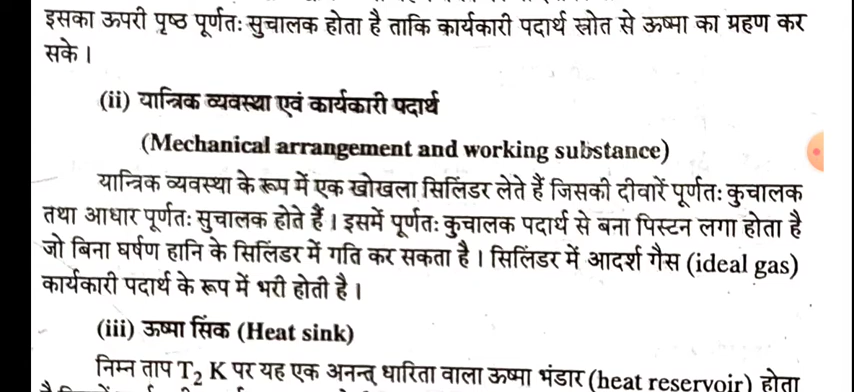 इसका ऊपरी पृष्ठ पूर्णतः सुचालक होता है ताकि कार्यकारी पदार्थ स्रोत से ऊष्मा का ग्रहण कर
सके ।
(ii) यान्त्रिक व्यवस्था एवं कार्यकारी पदार्थ
(Mechanical arrangement and working substance)
यान्त्रिक व्यवस्था के रूप में एक खोखला सिलिंडर लेते हैं जिसकी दीवारें पूर्णतः कुचालक
तथा आधार पूर्णतः सुचालक होते हैं । इसमें पूर्णतः कुचालक पदार्थ से बना पिस्टन लगा होता है
जो बिना घर्षण हानि के सिलिंडर में गति कर सकता है । सिलिंडर में आदर्श गैस (ideal gas)
कार्यकारी पदार्थ के रूप में भरी होती है ।
(iii) ऊष्मा सिंक (Heat sink)
निम्न ताप T₂ K पर यह एक अनन्त् धारिता वाला ऊष्मा भंडार (heat reservoir) होता